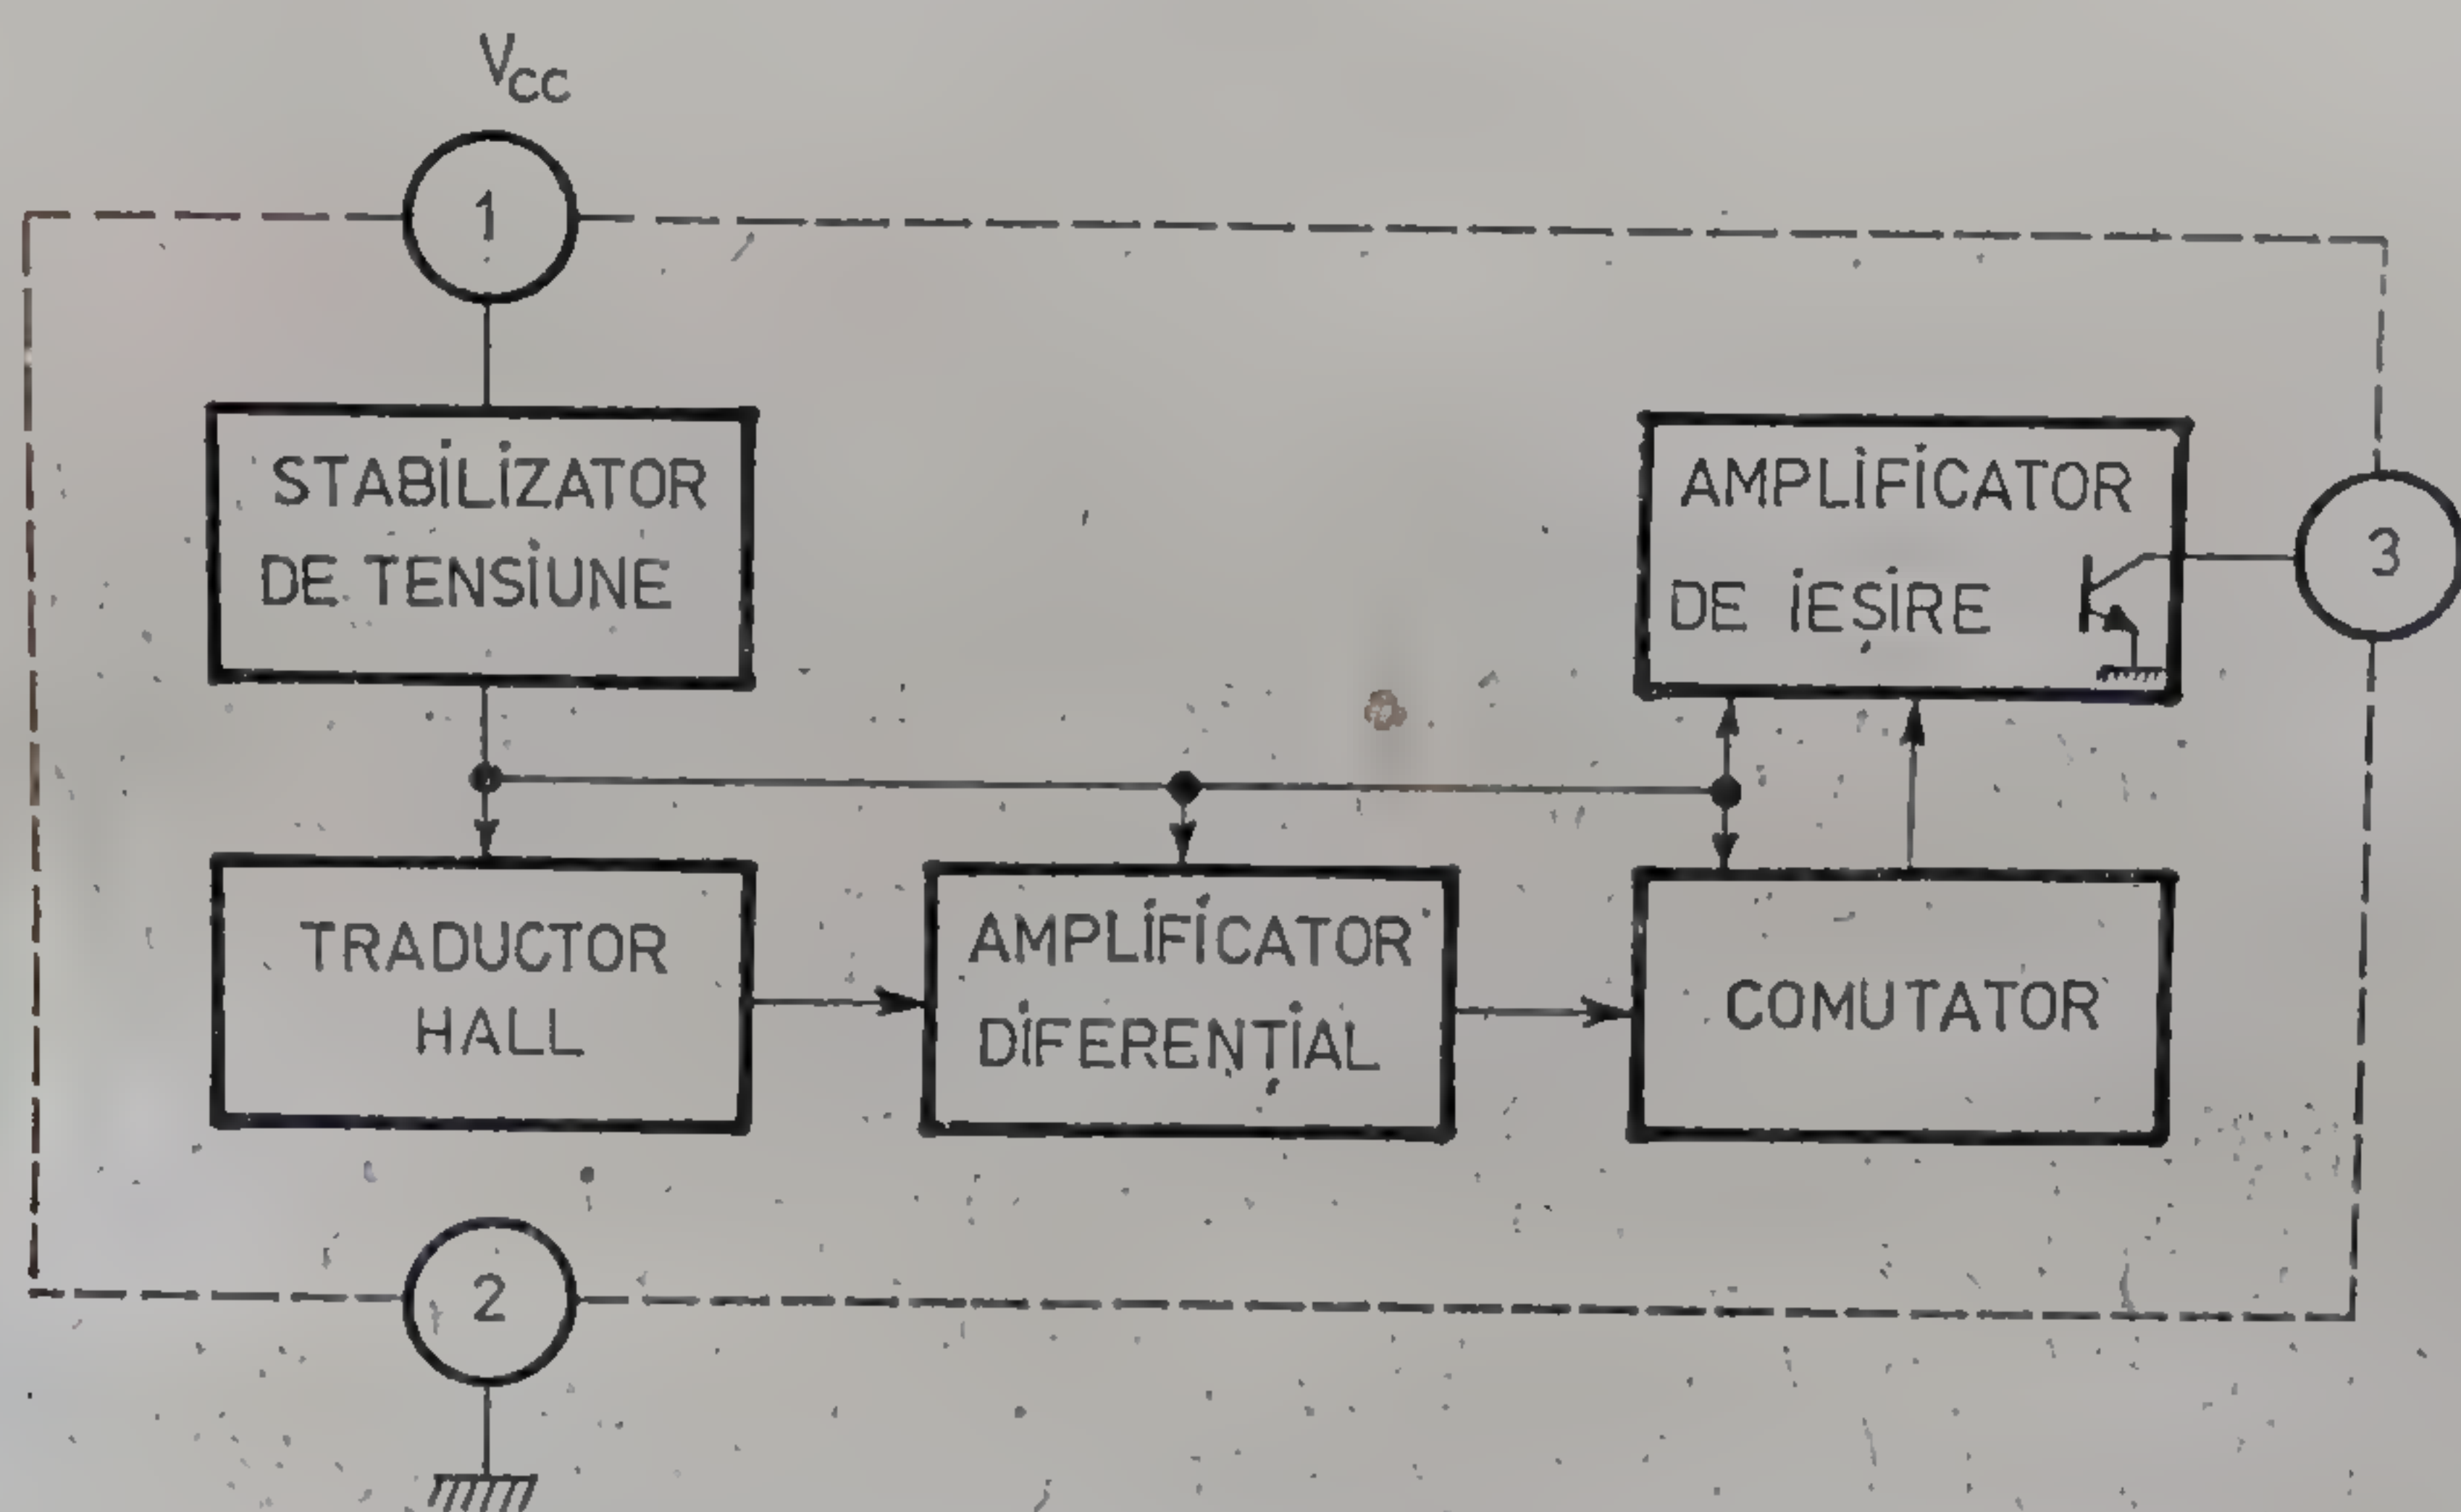 VCC
1
STABILIZATOR
DE TENSIUNE
AMPLIFICATOR
DE IEȘIRE
3
TRADUCTOR
HALL
AMPLIFICATOR
DIFERENȚIAL
COMUTATOR
2